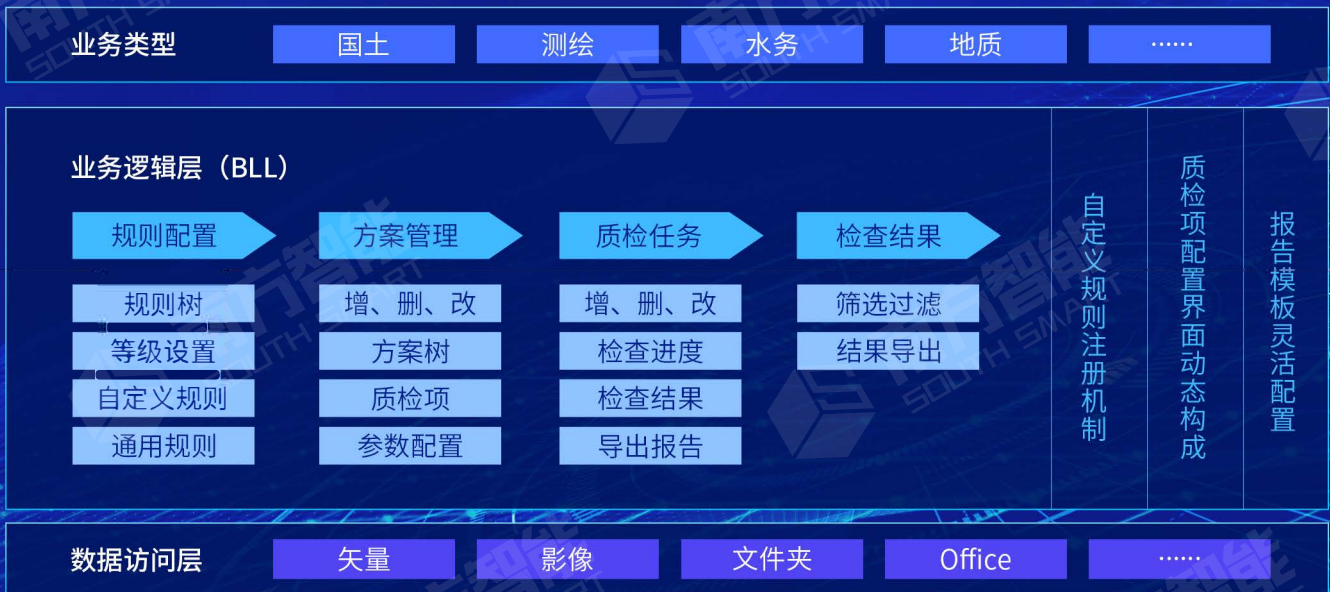 业务类型 国土 测绘 水务 地质 ……
业务逻辑层（BLL）
规则配置 方案管理 质检任务 检查结果
规则树 增、删、改 增、删、改 筛选过滤
等级设置 方案树 检查进度 结果导出
自定义规则 质检项 检查结果
通用规则 参数配置 导出报告
自定义规则注册机制
质检项配置界面动态构成
报告模板灵活配置
数据访问层 矢量 影像 文件夹 Office ……
南方智能
SOUTH SMART